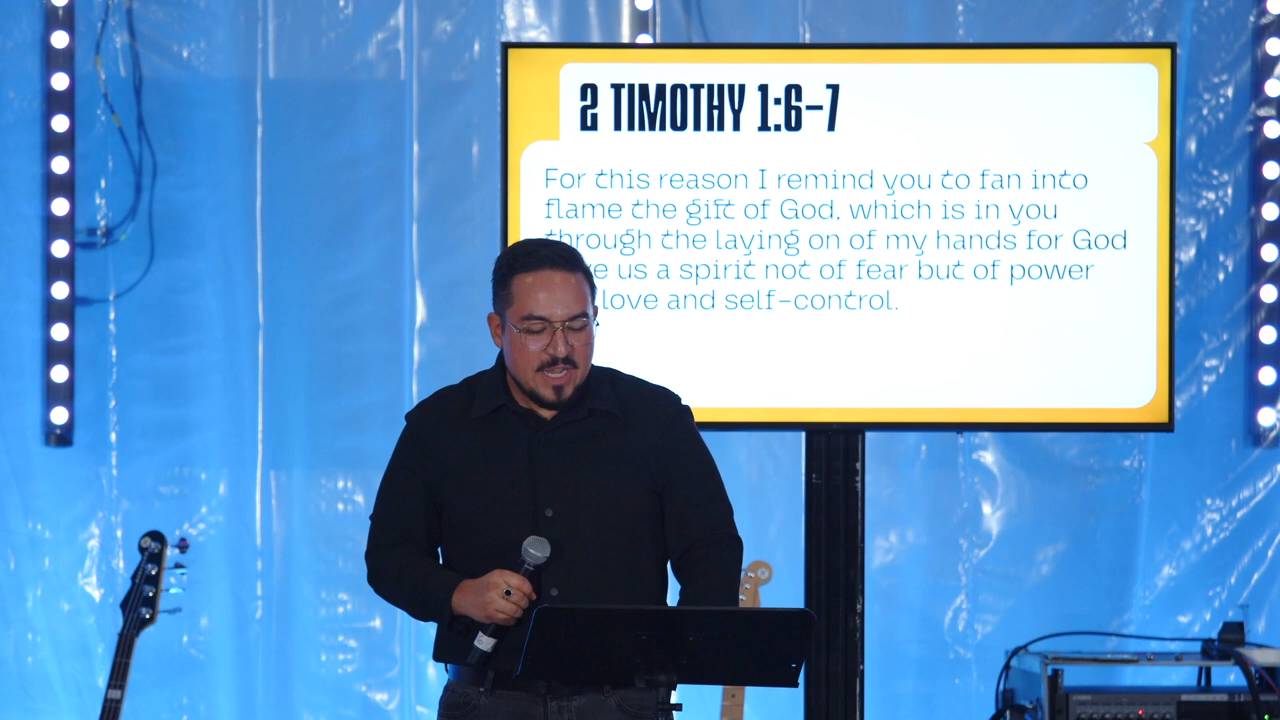 2 TIMOTHY 1:6-7
For this reason I remind you to fan into
flame the gift of God, which is in you
through the laying on of my hands for God
us a spirit not of fear but of power
love and self-control.